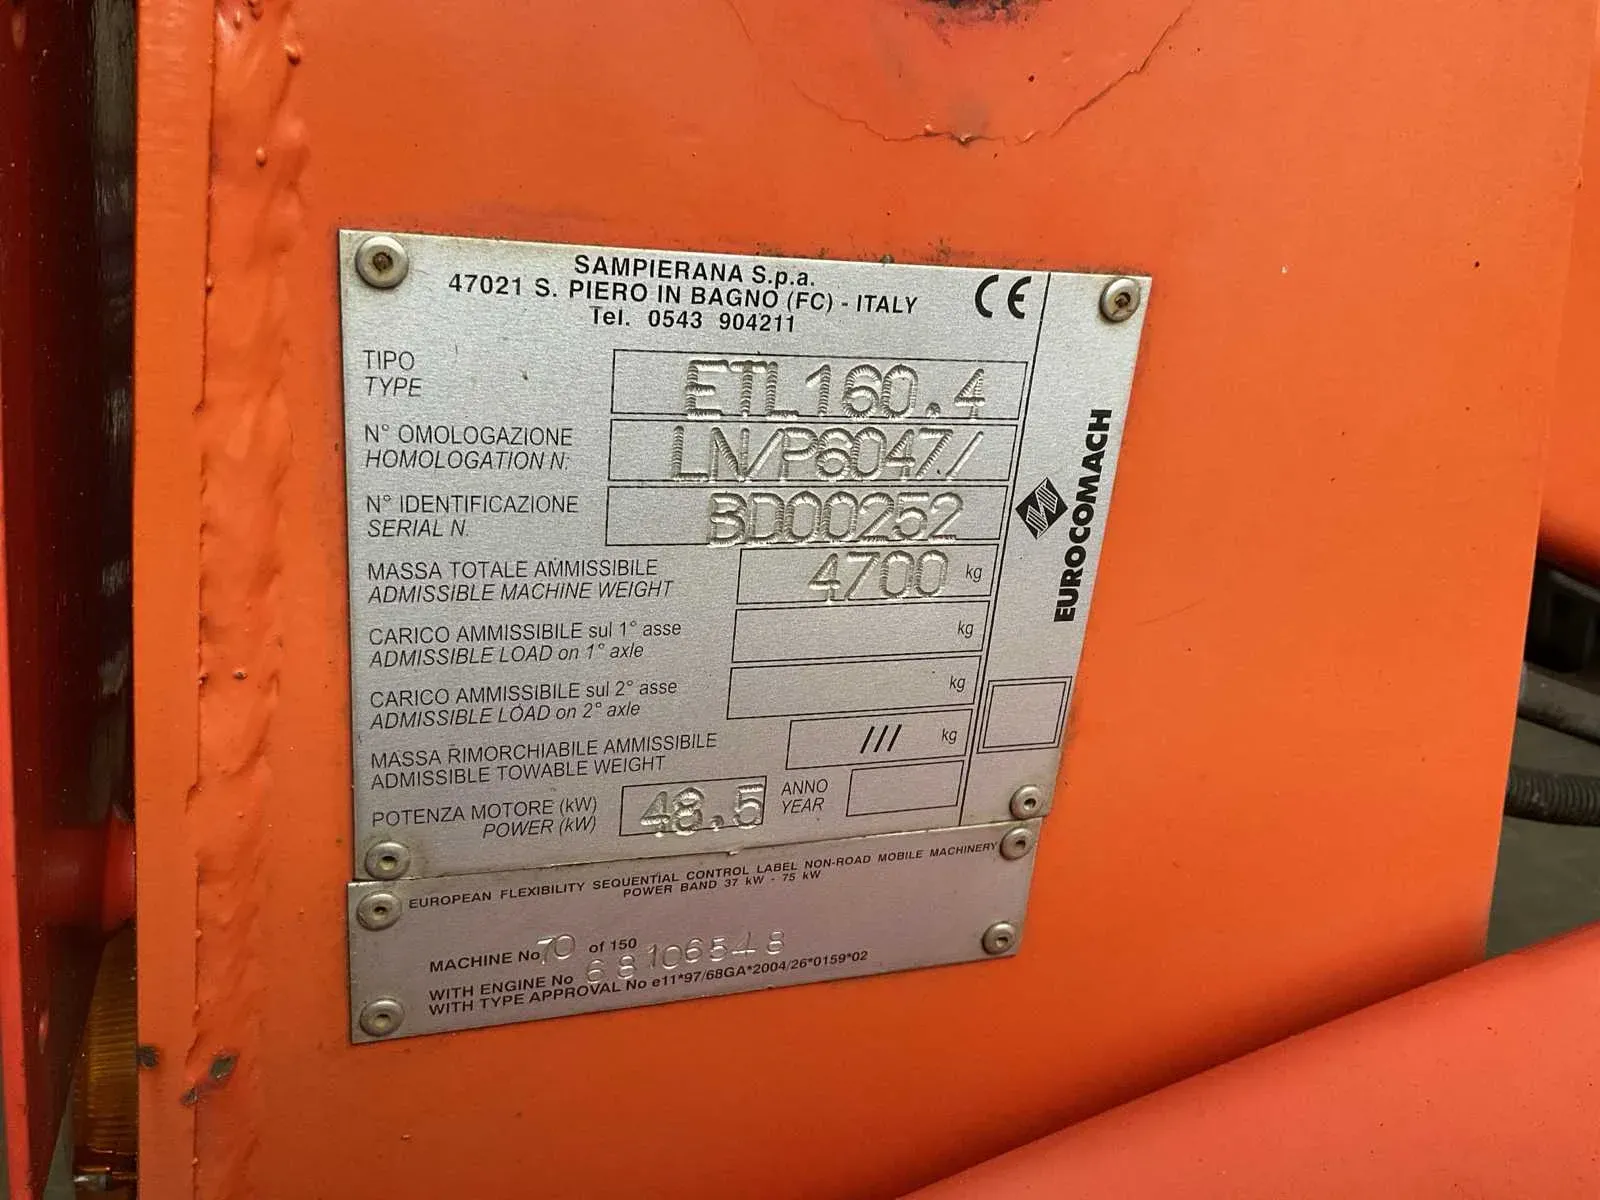 SAMPIERANA S.p.a.
47021 S. PIERO IN BAGNO (FC) - ITALY
Tel. 0543 904211
CE
TIPO
TYPE
ETL160.4
N° OMOLOGAZIONE
HOMOLOGATION N:
LN/P6047/
N° IDENTIFICAZIONE
SERIAL N.
BD00252
MASSA TOTALE AMMISSIBILE
ADMISSIBLE MACHINE WEIGHT
4700 kg
CARICO AMMISSIBILE sul 1° asse
ADMISSIBLE LOAD on 1° axle
kg
CARICO AMMISSIBILE sul 2° asse
ADMISSIBLE LOAD on 2° axle
kg
MASSA RIMORCHIABILE AMMISSIBILE
ADMISSIBLE TOWABLE WEIGHT
/// kg
POTENZA MOTORE (kW)
POWER (kW)
48.5
ANNO
YEAR
EUROCOMACH
EUROPEAN FLEXIBILITY SEQUENTIAL CONTROL LABEL NON-ROAD MOBILE MACHINERY
POWER BAND 37 kW - 75 kW
MACHINE No 70 of 150
WITH ENGINE No 68106548
WITH TYPE APPROVAL No e11*97/68GA*2004/26*0159*02